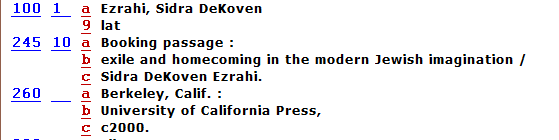 100 1 a Ezrahi, Sidra DeKoven
9 lat
245 10 a Booking passage :
b exile and homecoming in the modern Jewish imagination /
c Sidra DeKoven Ezrahi.
260 __ a Berkeley, Calif. :
b University of California Press,
c c2000.